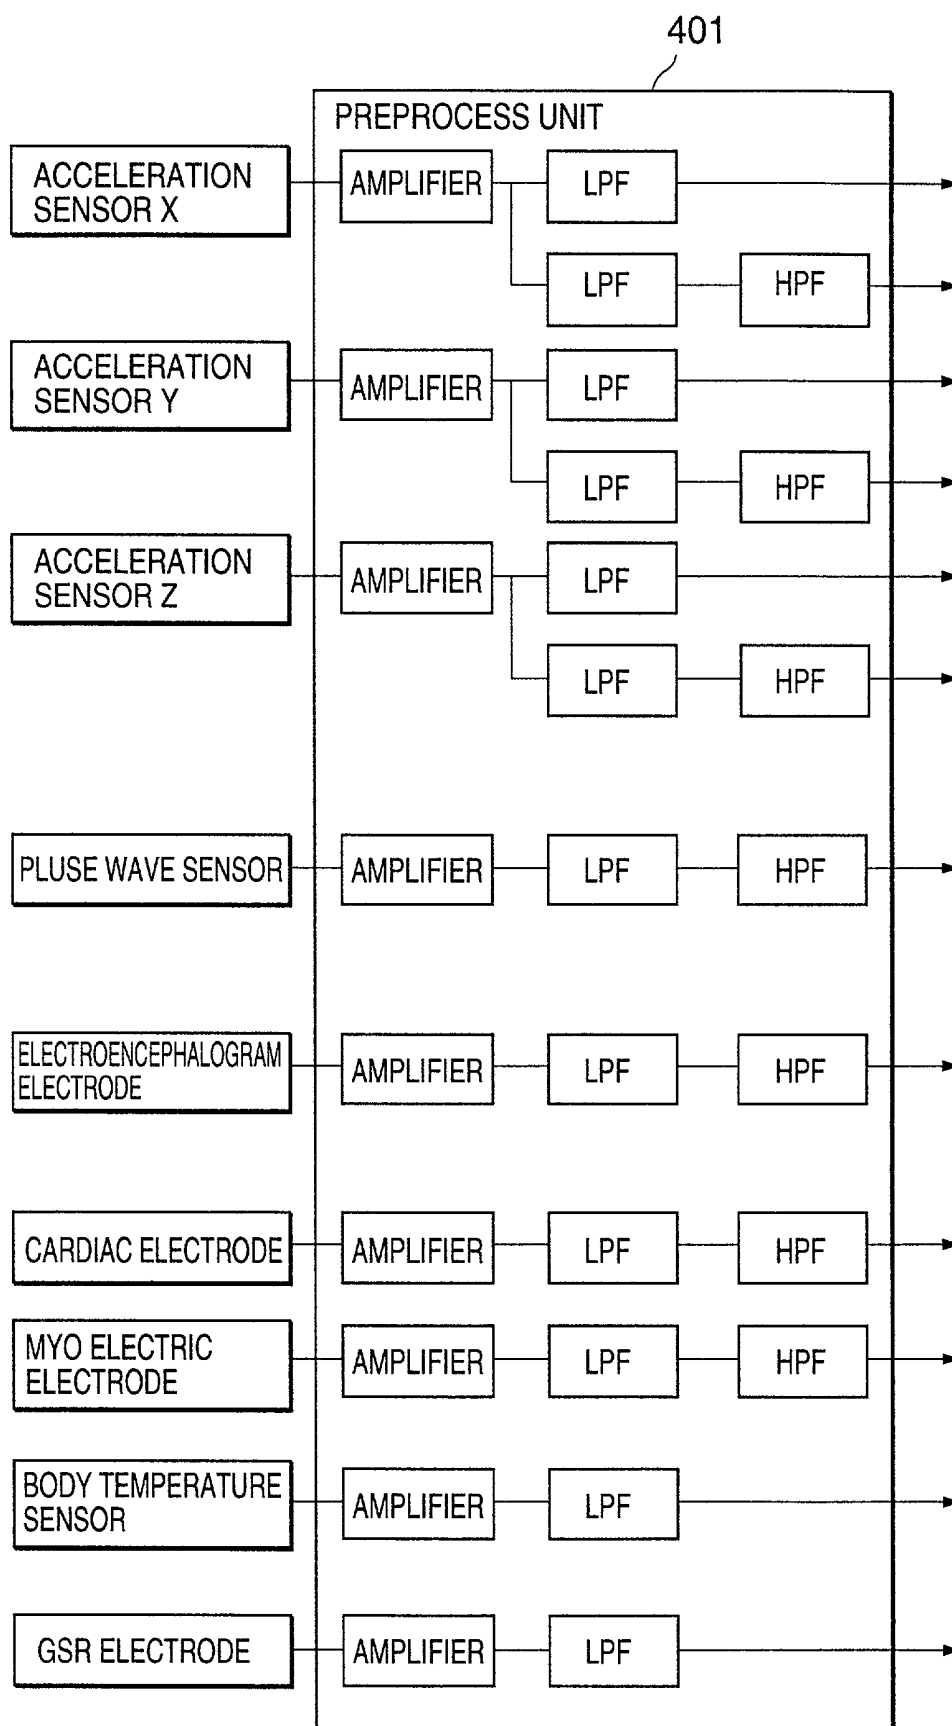 401
PREPROCESS UNIT
ACCELERATION
SENSOR X
AMPLIFIER
LPF
LPF
HPF
ACCELERATION
SENSOR Y
AMPLIFIER
LPF
LPF
HPF
ACCELERATION
SENSOR Z
AMPLIFIER
LPF
LPF
HPF
PLUSE WAVE SENSOR
AMPLIFIER
LPF
HPF
ELECTROENCEPHALOGRAM
ELECTRODE
AMPLIFIER
LPF
HPF
CARDIAC ELECTRODE
AMPLIFIER
LPF
HPF
MYO ELECTRIC
ELECTRODE
AMPLIFIER
LPF
HPF
BODY TEMPERATURE
SENSOR
AMPLIFIER
LPF
GSR ELECTRODE
AMPLIFIER
LPF